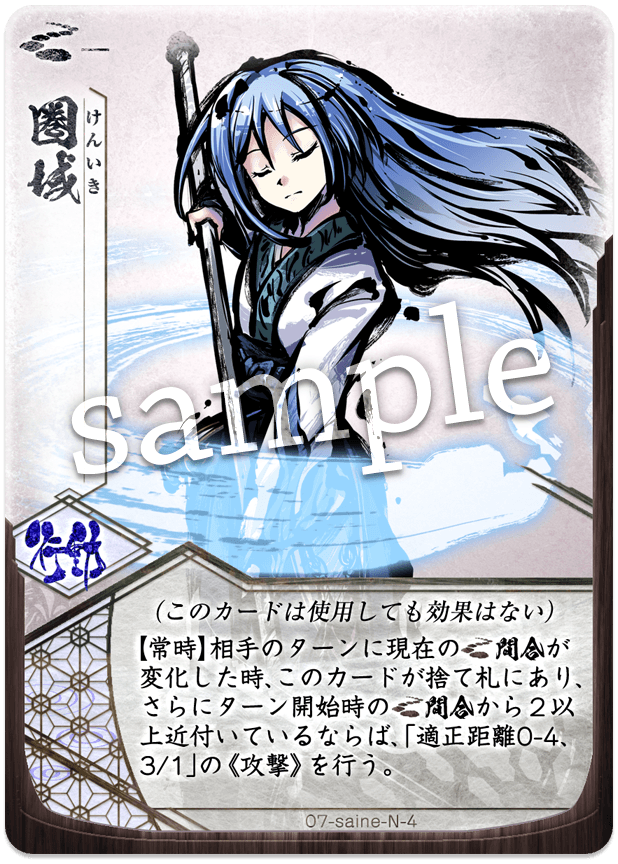 圏域
けんいき
sample
行動
(このカードは使用しても効果はない)
【常時】相手のターンに現在の間合が
変化した時、このカードが捨て札にあり、
さらにターン開始時の間合から2以
上近付いているならば、「適正距離0-4、
3/1」の《攻撃》を行う。
07-saine-N-4